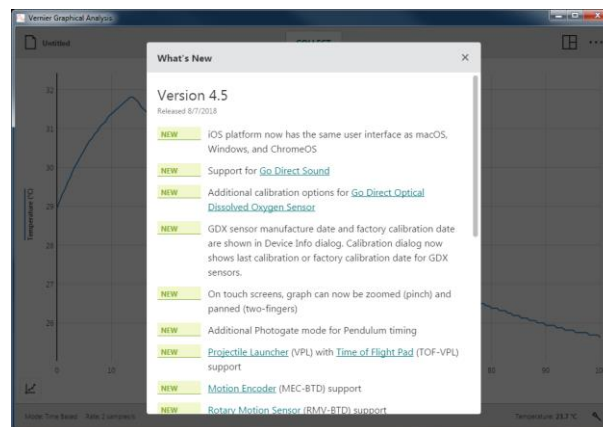 Vernier Graphical Analysis
Untitled
COLLECT
What's New
Version 4.5
Released 8/7/2018
NEW iOS platform now has the same user interface as macOS,
Windows, and ChromeOS
NEW Support for Go Direct Sound
NEW Additional calibration options for Go Direct Optical
Dissolved Oxygen Sensor
NEW GDX sensor manufacture date and factory calibration date
are shown in Device Info dialog. Calibration dialog now
shows last calibration or factory calibration date for GDX
sensors.
NEW On touch screens, graph can now be zoomed (pinch) and
panned (two-fingers)
NEW Additional Photogate mode for Pendulum timing
NEW Projectile Launcher (VPL) with Time of Flight Pad (TOF-VPL)
support
NEW Motion Encoder (MEC-BTD) support
NEW Rotary Motion Sensor (RMV-BTD) support
Temperature (°C)
32
31
30
29
28
27
26
0 10 80 90
Mode: Time Based Rate: 2 samples/s
Temperature: 25.7 °C